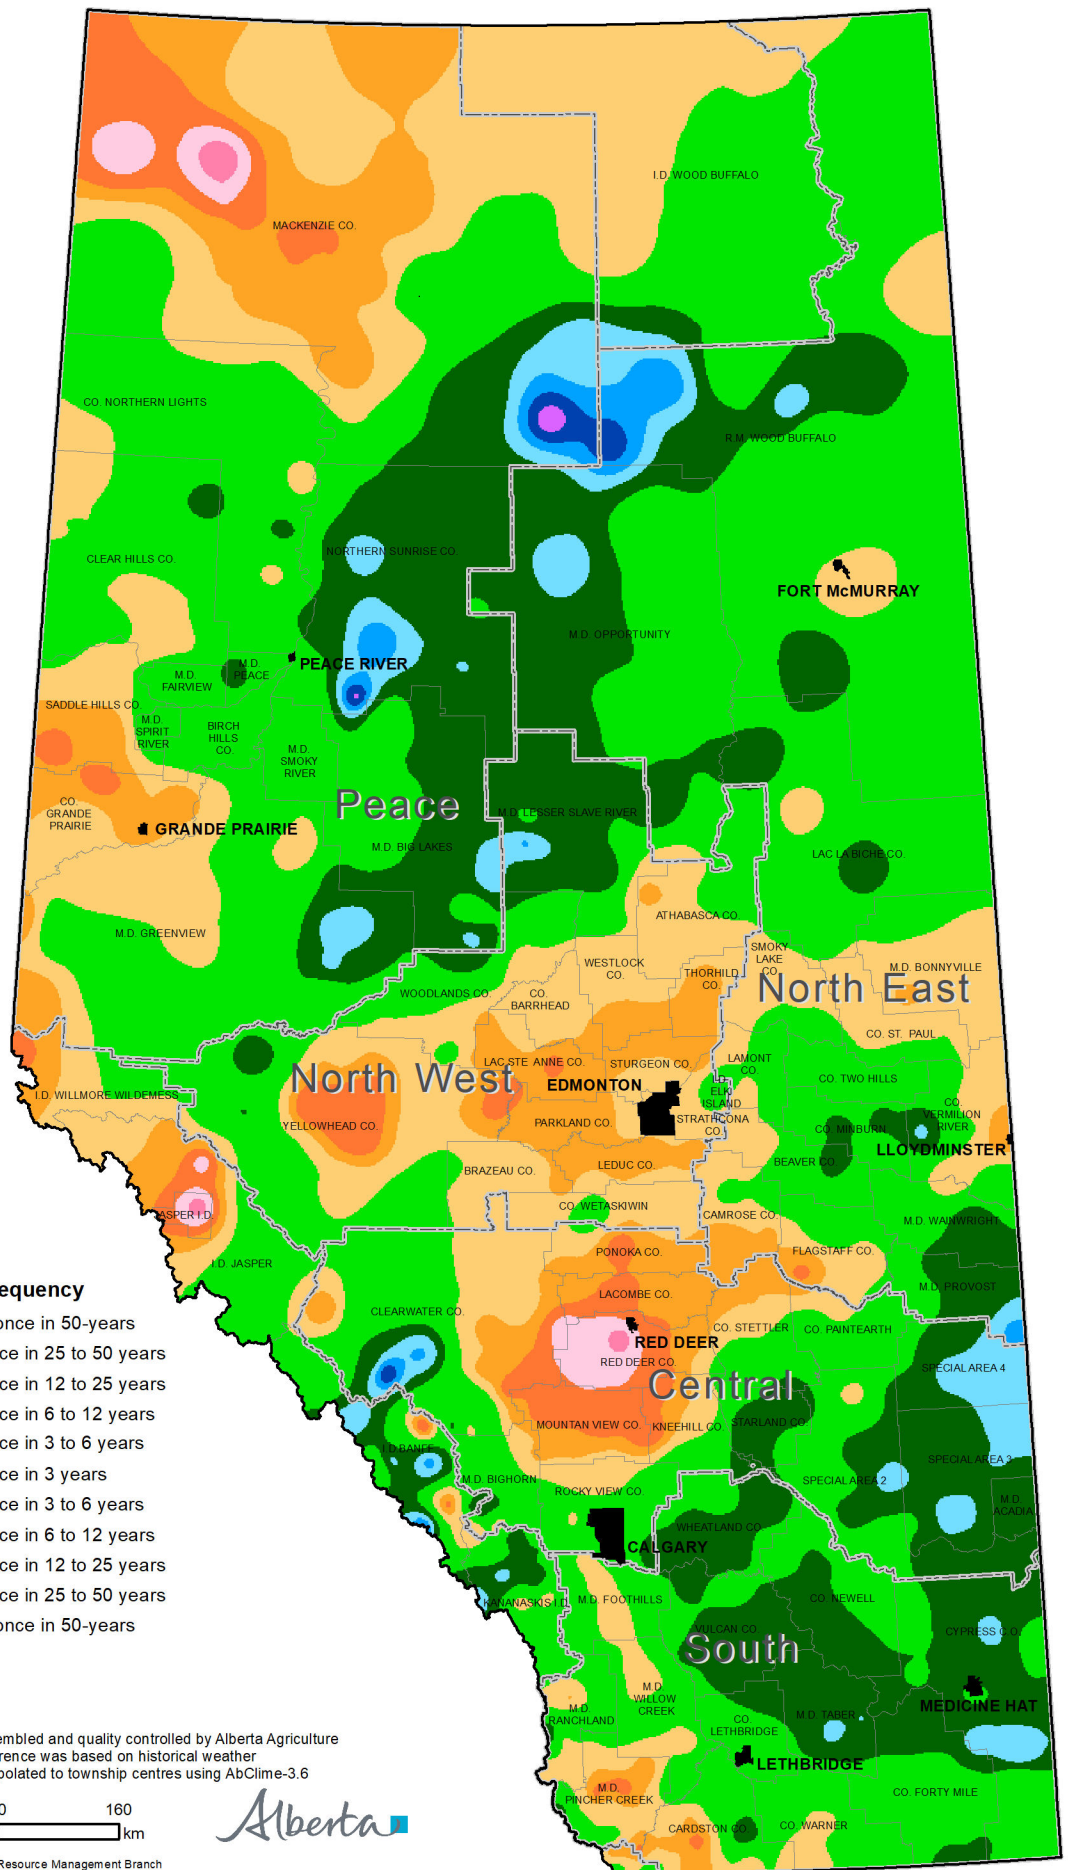 I.D. WOOD BUFFALO
MACKENZIE CO.
CO. NORTHERN LIGHTS
R.M. WOOD BUFFALO
NORTHERN SUNRISE CO.
CLEAR HILLS CO.
FORT McMURRAY
M.D. OPPORTUNITY
PEACE RIVER
M.D.
PEACE
M.D.
FAIRVIEW
SADDLE HILLS CO.
M.D.
SPIRIT
RIVER
BIRCH
HILLS
CO.
M.D.
SMOKY
RIVER
Peace
CO.
GRANDE
PRAIRIE
GRANDE PRAIRIE
M.D. LESSER SLAVE RIVER
M.D. BIG LAKES
LAC LA BICHE CO.
ATHABASCA CO.
M.D. GREENVIEW
SMOKY
LAKE
CO.
WESTLOCK
CO.
THORHILD
CO.
M.D. BONNYVILLE
North East
WOODLANDS CO.
CO.
BARRHEAD
CO. ST. PAUL
LAC STE ANNE CO.
STURGEON CO.
LAMONT
CO.
North West
EDMONTON
CO. TWO HILLS
I.D.
ELK
ISLAND
I.D. WILLMORE WILDEMESS
CO.
VERMILION
RIVER
YELLOWHEAD CO.
PARKLAND CO.
STRATHCONA
CO.
CO. MINBURN
LLOYDMINSTER
BEAVER CO.
BRAZEAU CO.
LEDUC CO.
CO. WETASKIWIN
JASPER I.D.
CAMROSE CO.
M.D. WAINWRIGHT
PONOKA CO.
FLAGSTAFF CO.
I.D. JASPER
M.D. PROVOST
LACOMBE CO.
CLEARWATER CO.
CO. STETTLER
CO. PAINTEARTH
RED DEER
RED DEER CO.
SPECIAL AREA 4
Central
MOUNTAN VIEW CO.
KNEEHILL CO.
STARLAND CO.
I.D. BANFF
SPECIAL AREA 3
M.D. BIGHORN
SPECIAL AREA 2
ROCKY VIEW CO.
M.D.
ACADIA
WHEATLAND CO.
CALGARY
KANANASKIS I.D.
M.D. FOOTHILLS
CO. NEWELL
VULCAN CO.
CYPRESS C.O.
South
M.D.
WILLOW
CREEK
M.D.
RANCHLAND
MEDICINE HAT
CO.
LETHBRIDGE
M.D. TABER
LETHBRIDGE
M.D.
PINCHER CREEK
CO. FORTY MILE
CARDSTON CO.
CO. WARNER
equency
once in 50-years
ce in 25 to 50 years
ce in 12 to 25 years
ce in 6 to 12 years
ce in 3 to 6 years
ce in 3 years
ce in 3 to 6 years
ce in 6 to 12 years
ce in 12 to 25 years
ce in 25 to 50 years
once in 50-years
mbled and quality controlled by Alberta Agriculture
rence was based on historical weather
polated to township centres using AbClime-3.6
0 160
km
Alberta
Resource Management Branch